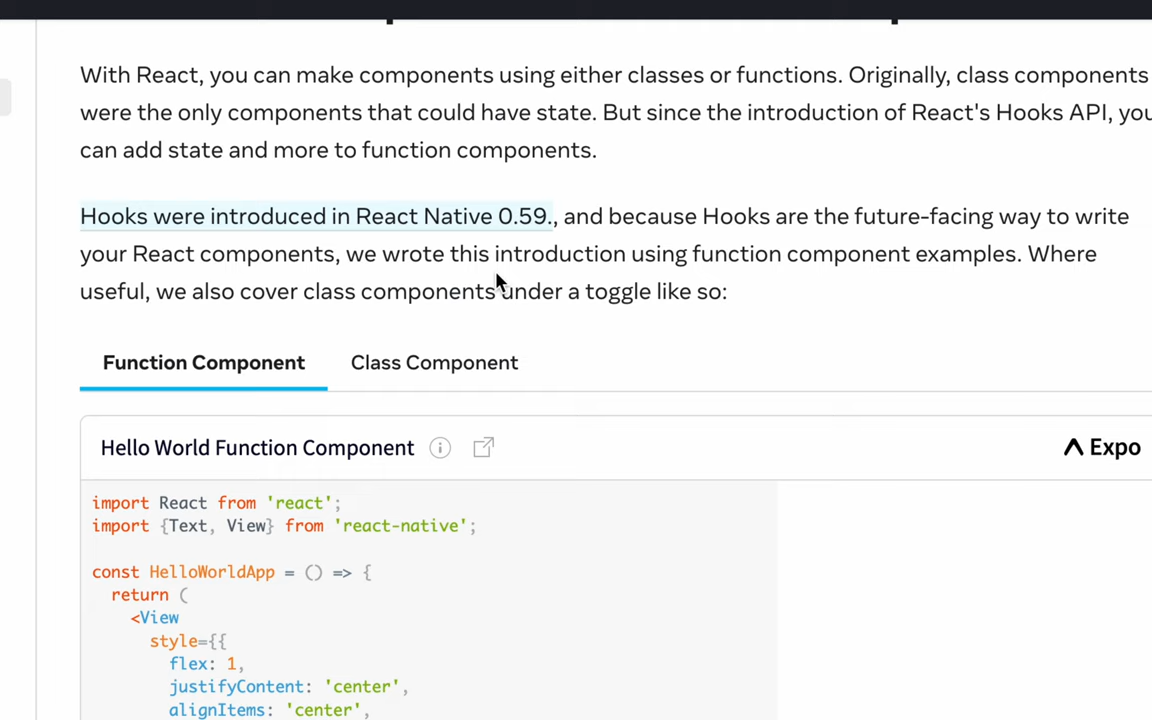 With React, you can make components using either classes or functions. Originally, class components
were the only components that could have state. But since the introduction of React's Hooks API, you
can add state and more to function components.
Hooks were introduced in React Native 0.59., and because Hooks are the future-facing way to write
your React components, we wrote this introduction using function component examples. Where
useful, we also cover class components under a toggle like so:
Function Component Class Component
Hello World Function Component Expo
import React from 'react';
import {Text, View} from 'react-native';
const HelloWorldApp = () => {
return (
<View
style={{
flex: 1,
justifyContent: 'center',
alignItems: 'center',